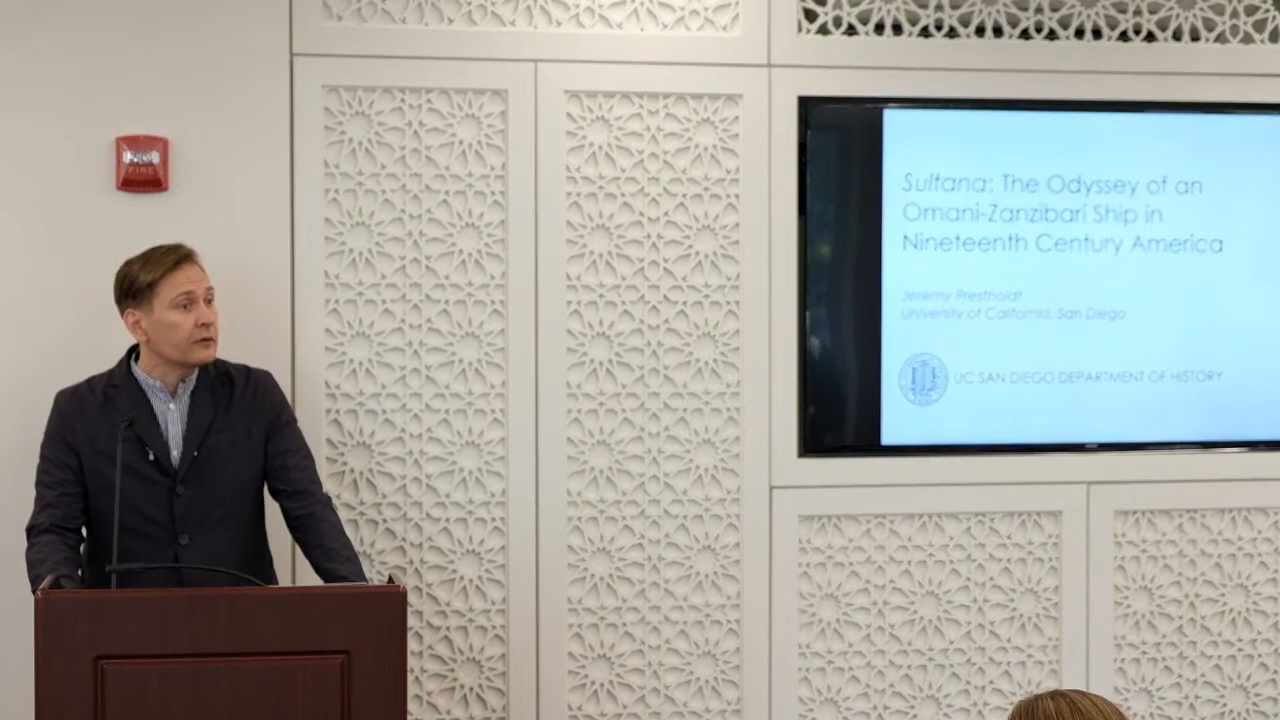 FIRE
Sultana: The Odyssey of an
Omani-Zanzibari Ship in
Nineteenth Century America
Jeremy Prestholdt
University of California, San Diego
UC SAN DIEGO DEPARTMENT OF HISTORY